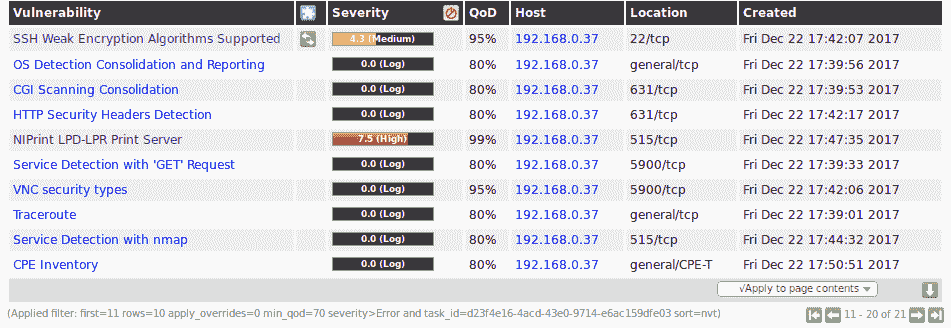 Vulnerability Severity QoD Host Location Created
SSH Weak Encryption Algorithms Supported 4.3 (Medium) 95% 192.168.0.37 22/tcp Fri Dec 22 17:42:07 2017
OS Detection Consolidation and Reporting 0.0 (Log) 80% 192.168.0.37 general/tcp Fri Dec 22 17:39:56 2017
CGI Scanning Consolidation 0.0 (Log) 80% 192.168.0.37 631/tcp Fri Dec 22 17:39:53 2017
HTTP Security Headers Detection 0.0 (Log) 80% 192.168.0.37 631/tcp Fri Dec 22 17:42:17 2017
NIPrint LPD-LPR Print Server 7.5 (High) 99% 192.168.0.37 515/tcp Fri Dec 22 17:47:35 2017
Service Detection with 'GET' Request 0.0 (Log) 80% 192.168.0.37 5900/tcp Fri Dec 22 17:39:33 2017
VNC security types 0.0 (Log) 95% 192.168.0.37 5900/tcp Fri Dec 22 17:42:06 2017
Traceroute 0.0 (Log) 80% 192.168.0.37 general/tcp Fri Dec 22 17:39:01 2017
Service Detection with nmap 0.0 (Log) 80% 192.168.0.37 515/tcp Fri Dec 22 17:44:32 2017
CPE Inventory 0.0 (Log) 80% 192.168.0.37 general/CPE-T Fri Dec 22 17:50:51 2017
√Apply to page contents
(Applied filter: first=11 rows=10 apply_overrides=0 min_qod=70 severity>Error and task_id=d23f4e16-4acd-43e0-9714-e6ac159dfe03 sort=nvt) 11 - 20 of 21